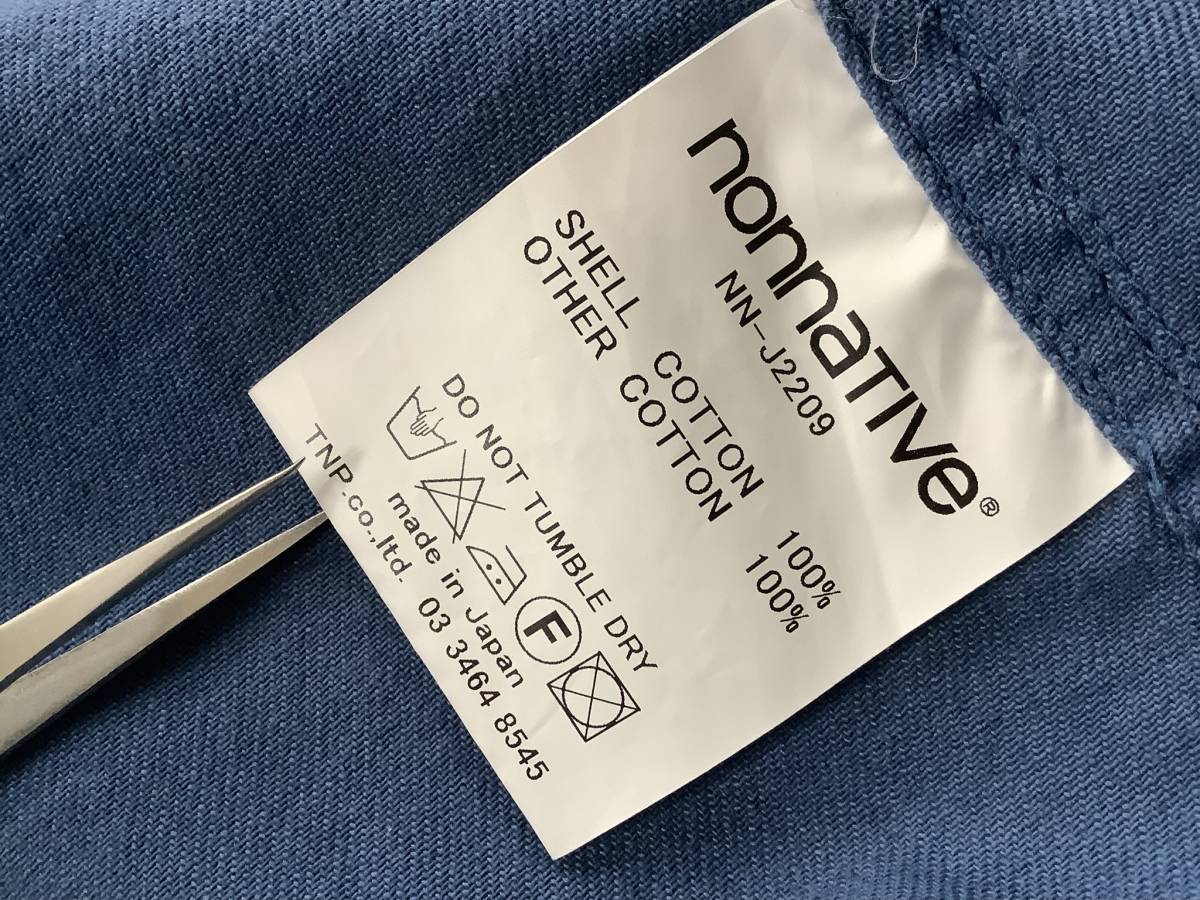 nonnative®
NN-J2209
SHELL COTTON 100%
OTHER COTTON 100%
DO NOT TUMBLE DRY
F
made in Japan
TNP.co.,ltd. 03 3464 8545